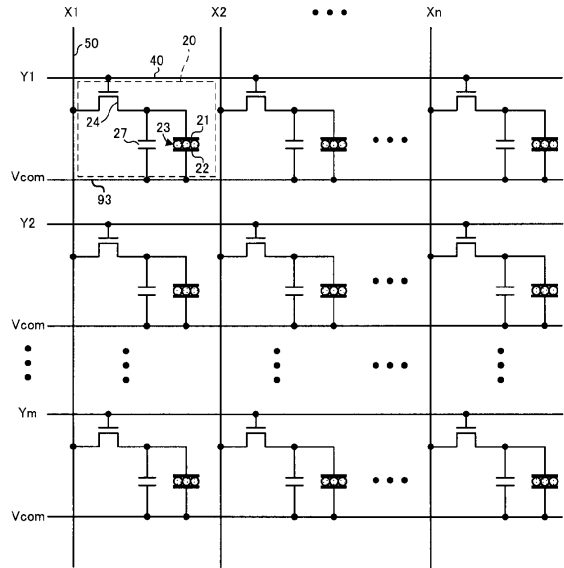 X1 X2 • • • Xn
50 20
Y1 40
24 27 23 21
22
Vcom
93
Y2
Vcom
Ym
Vcom